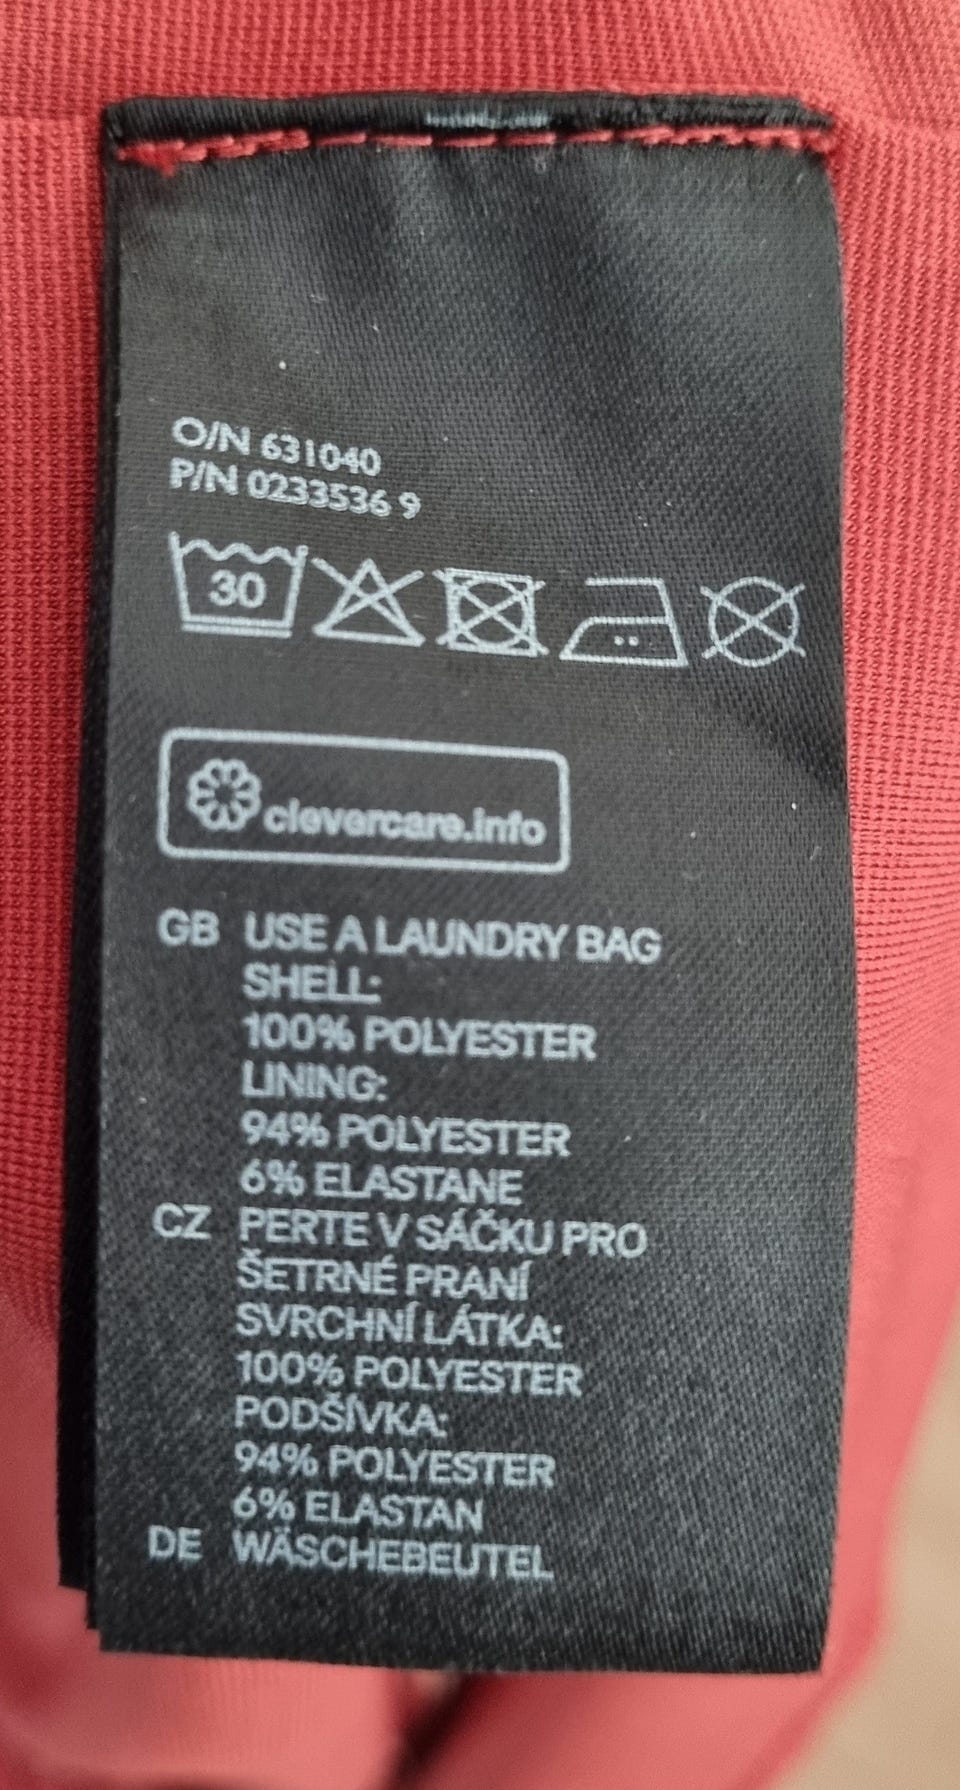 O/N 631040
P/N 0233536 9
30
clevercare.info
GB USE A LAUNDRY BAG
SHELL:
100% POLYESTER
LINING:
94% POLYESTER
6% ELASTANE
CZ PERTE V SÁČKU PRO
ŠETRNÉ PRANÍ
SVRCHNÍ LÁTKA:
100% POLYESTER
PODŠÍVKA:
94% POLYESTER
6% ELASTAN
DE WÄSCHEBEUTEL